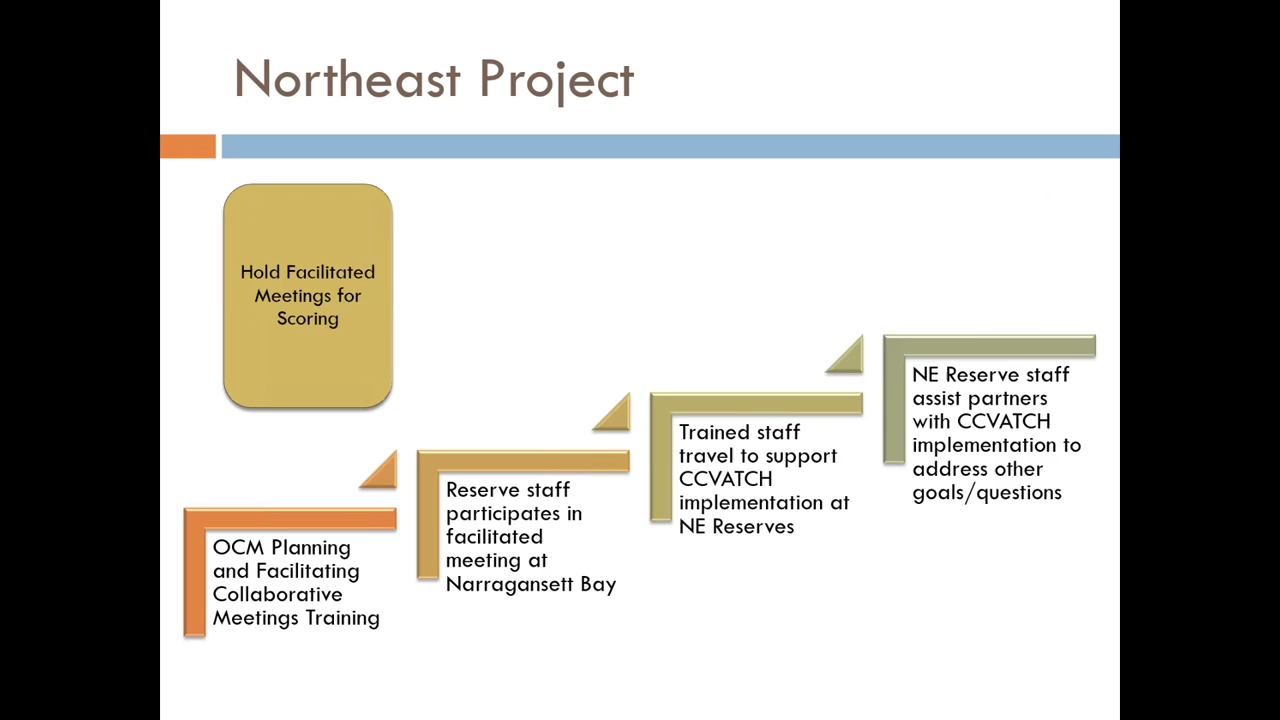 Northeast Project
Hold Facilitated
Meetings for
Scoring
OCM Planning
and Facilitating
Collaborative
Meetings Training
Reserve staff
participates in
facilitated
meeting at
Narragansett Bay
Trained staff
travel to support
CCVATCH
implementation at
NE Reserves
NE Reserve staff
assist partners
with CCVATCH
implementation to
address other
goals/questions